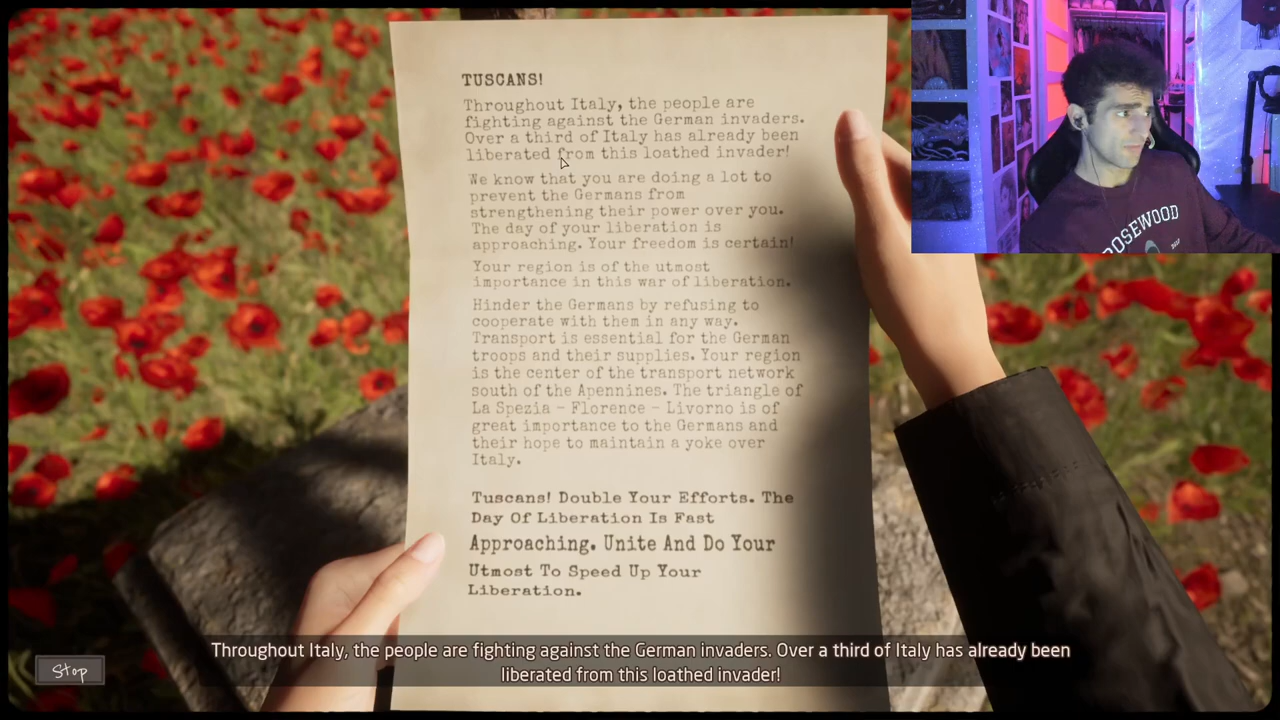 TUSCANS!
Throughout Italy, the people are
fighting against the German invaders.
Over a third of Italy has already been
liberated from this loathed invader!
We know that you are doing a lot to
prevent the Germans from
strengthening their power over you.
The day of your liberation is
approaching. Your freedom is certain!
Your region is of the utmost
importance in this war of liberation.
Hinder the Germans by refusing to
cooperate with them in any way.
Transport is essential for the German
troops and their supplies. Your region
is the center of the transport network
south of the Apennines. The triangle of
La Spezia - Florence - Livorno is of
great importance to the Germans and
their hope to maintain a yoke over
Italy.
Tuscans! Double Your Efforts. The
Day Of Liberation Is Fast
Approaching. Unite And Do Your
Utmost To Speed Up Your
Liberation.
ROSEWOOD
Stop
Throughout Italy, the people are fighting against the German invaders. Over a third of Italy has already been
liberated from this loathed invader!